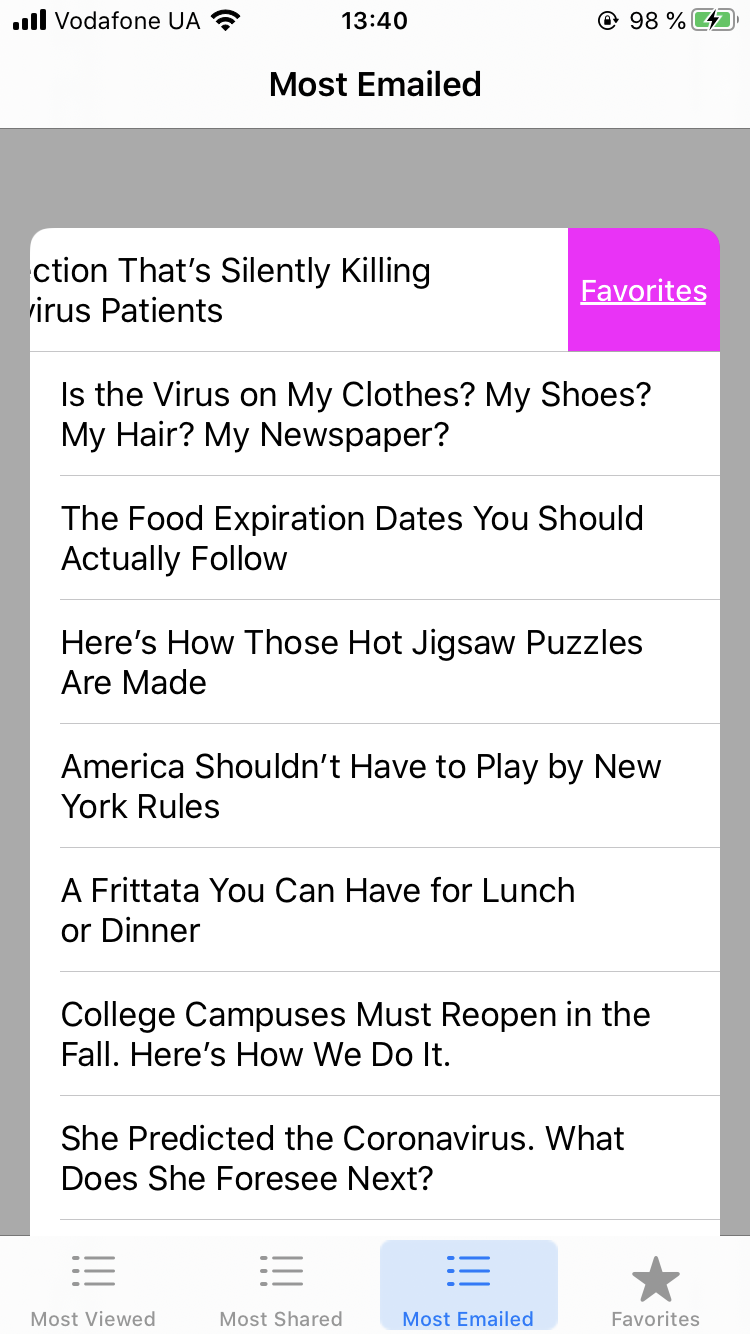 Vodafone UA 13:40 98 %
Most Emailed
ction That’s Silently Killing
Favorites
virus Patients
Is the Virus on My Clothes? My Shoes?
My Hair? My Newspaper?
The Food Expiration Dates You Should
Actually Follow
Here’s How Those Hot Jigsaw Puzzles
Are Made
America Shouldn’t Have to Play by New
York Rules
A Frittata You Can Have for Lunch
or Dinner
College Campuses Must Reopen in the
Fall. Here’s How We Do It.
She Predicted the Coronavirus. What
Does She Foresee Next?
Most Viewed Most Shared Most Emailed Favorites